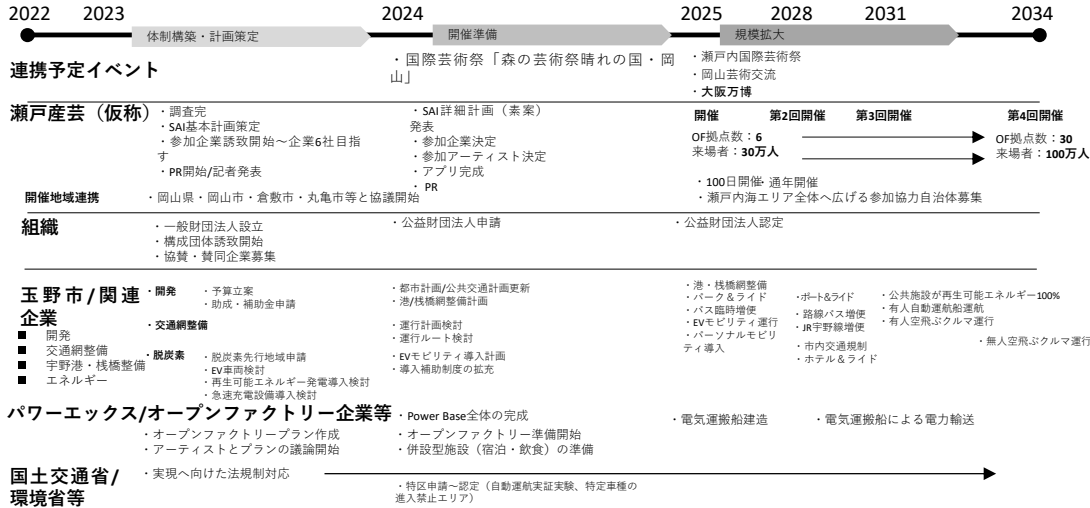 2022 2023 2024 2025 2028 2031 2034
体制構築・計画策定 開催準備 規模拡大
連携予定イベント
・国際芸術祭「森の芸術祭晴れの国・岡
山」
・瀬戸内国際芸術祭
・岡山芸術交流
・大阪万博
瀬戸産芸（仮称）
・調査完
・SAI基本計画策定
・参加企業誘致開始～企業6社目指
す
・PR開始/記者発表
・SAI詳細計画（素案）
発表
・参加企業決定
・参加アーティスト決定
・アプリ完成
・PR
開催 第2回開催 第3回開催 第4回開催
OF拠点数：6
来場者：30万人
OF拠点数：30
来場者：100万人
・100日開催 ・通年開催
・瀬戸内海エリア全体へ広げる参加協力自治体募集
開催地域連携
・岡山県・岡山市・倉敷市・丸亀市等と協議開始
組織
・一般財団法人設立
・構成団体誘致開始
・協賛・賛同企業募集
・公益財団法人申請
・公益財団法人認定
玉野市/関連
企業
■ 開発
■ 交通網整備
■ 宇野港・桟橋整備
■ エネルギー
・開発
・予算立案
・助成・補助金申請
・交通網整備
・脱炭素
・脱炭素先行地域申請
・EV車両検討
・再生可能エネルギー発電導入検討
・急速充電設備導入検討
・都市計画/公共交通計画更新
・港/桟橋整備計画
・運行計画検討
・運行ルート検討
・EVモビリティ導入計画
・導入補助制度の拡充
・港・桟橋網整備
・パーク＆ライド
・バス臨時増便
・EVモビリティ運行
・パーソナルモビリ
ティ導入
・ポート&ライド
・路線バス増便
・JR宇野線増便
・市内交通規制
・ホテル＆ライド
・公共施設が再生可能エネルギー100%
・有人自動運航船運航
・有人空飛ぶクルマ運行
・無人空飛ぶクルマ運行
パワーエックス/オープンファクトリー企業等
・オープンファクトリープラン作成
・アーティストとプランの議論開始
・Power Base全体の完成
・オープンファクトリー準備開始
・併設型施設（宿泊・飲食）の準備
・電気運搬船建造
・電気運搬船による電力輸送
国土交通省/
環境省等
・実現へ向けた法規制対応
・特区申請～認定（自動運航実証実験、特定車種の
進入禁止エリア）